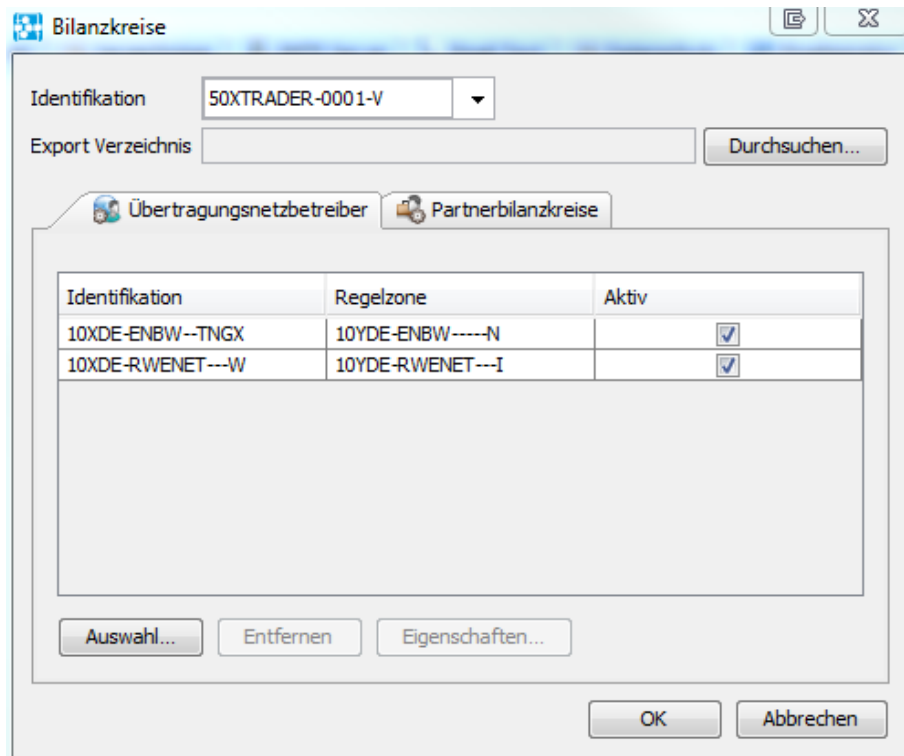 Bilanzkreise
Identifikation 50XTRADER-0001-V
Export Verzeichnis Durchsuchen...
Übertragungsnetzbetreiber Partnerbilanzkreise
Identifikation Regelzone Aktiv
10XDE-ENBW--TNGX 10YDE-ENBW-----N
10XDE-RWENET---W 10YDE-RWENET---I
Auswahl... Entfernen Eigenschaften...
OK Abbrechen